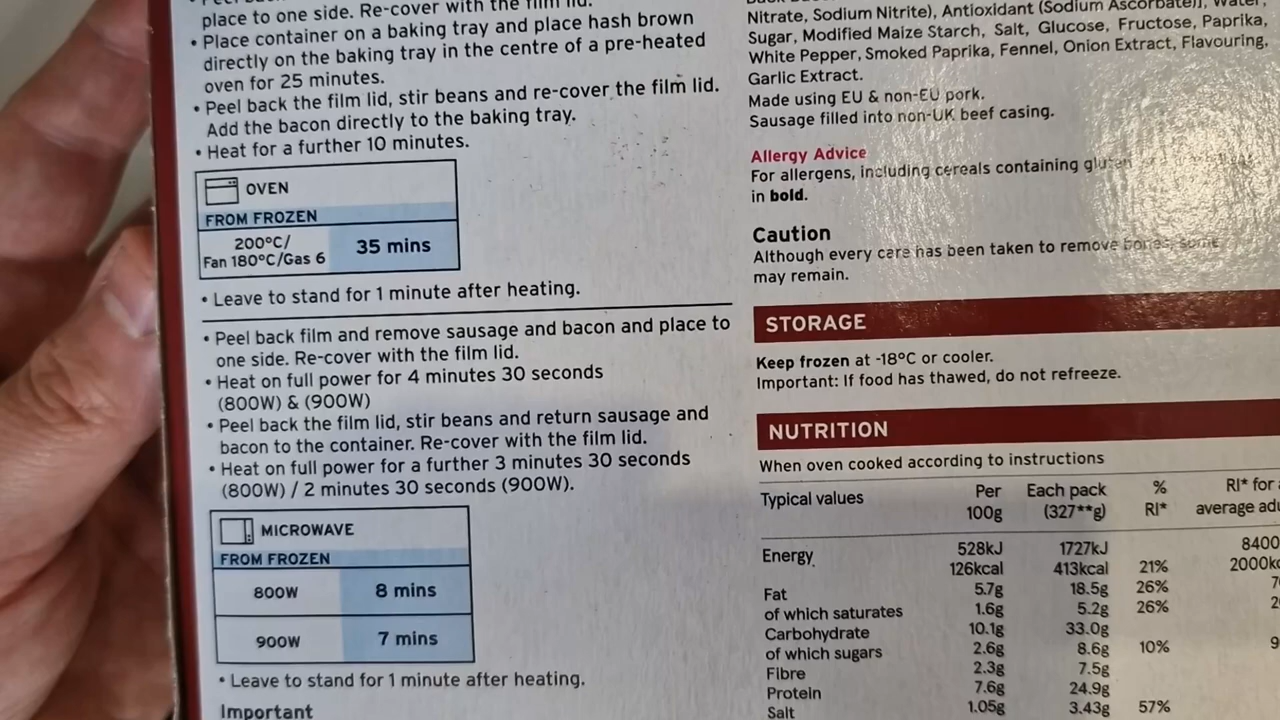 place to one side. Re-cover with the film lid.
• Place container on a baking tray and place hash brown
directly on the baking tray in the centre of a pre-heated
oven for 25 minutes.
• Peel back the film lid, stir beans and re-cover the film lid.
Add the bacon directly to the baking tray.
• Heat for a further 10 minutes.
OVEN
FROM FROZEN
200°C/
Fan 180°C/Gas 6
35 mins
• Leave to stand for 1 minute after heating.
• Peel back film and remove sausage and bacon and place to
one side. Re-cover with the film lid.
• Heat on full power for 4 minutes 30 seconds
(800W) & (900W)
• Peel back the film lid, stir beans and return sausage and
bacon to the container. Re-cover with the film lid.
• Heat on full power for a further 3 minutes 30 seconds
(800W) / 2 minutes 30 seconds (900W).
MICROWAVE
FROM FROZEN
800W 8 mins
900W 7 mins
• Leave to stand for 1 minute after heating.
Important
Nitrate, Sodium Nitrite), Antioxidant (Sodium Ascorbate)], Water,
Sugar, Modified Maize Starch, Salt, Glucose, Fructose, Paprika,
White Pepper, Smoked Paprika, Fennel, Onion Extract, Flavouring,
Garlic Extract.
Made using EU & non-EU pork.
Sausage filled into non-UK beef casing.
Allergy Advice
For allergens, including cereals containing gluten
in bold.
Caution
Although every care has been taken to remove bones, some
may remain.
STORAGE
Keep frozen at -18°C or cooler.
Important: If food has thawed, do not refreeze.
NUTRITION
When oven cooked according to instructions
Typical values Per 100g Each pack (327**g) % RI* RI* for
average
Energy 528kJ 1727kJ 8400
126kcal 413kcal 21%
Fat 5.7g 18.5g 26%
of which saturates 1.6g 5.2g 26%
Carbohydrate 10.1g 33.0g
of which sugars 2.6g 8.6g 10%
Fibre 2.3g 7.5g
Protein 7.6g 24.9g
Salt 1.05g 3.43g 57%